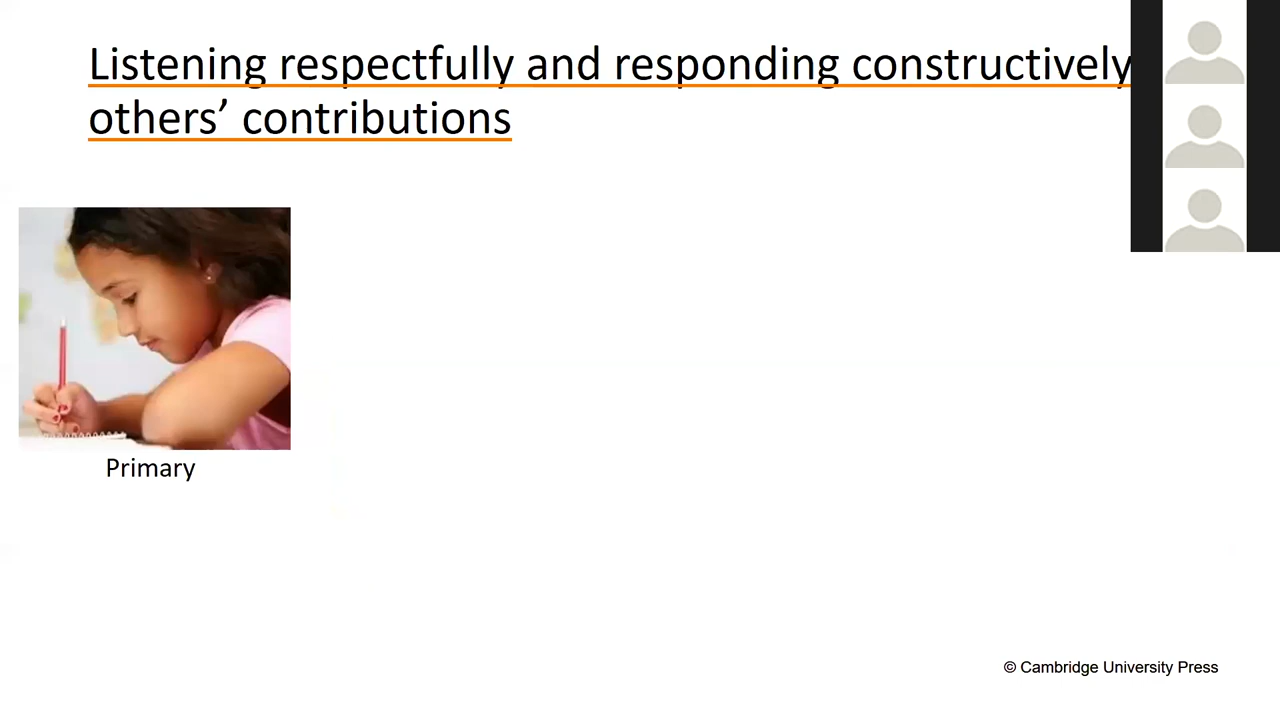 Listening respectfully and responding constructively
others’ contributions
Primary
© Cambridge University Press